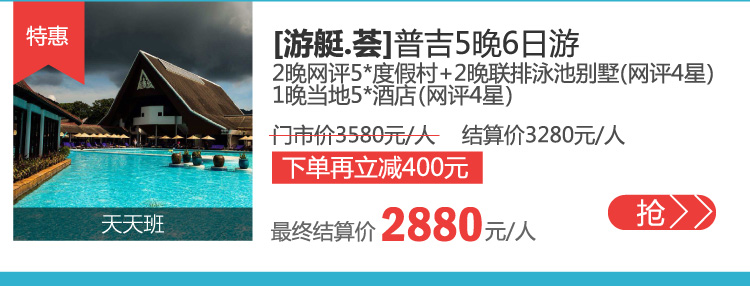 特惠
天天班
[游艇.荟]普吉5晚6日游
2晚网评5*度假村+2晚联排泳池别墅(网评4星)
1晚当地5*酒店(网评4星)
门市价3580元/人 结算价3280元/人
下单再立减400元
最终结算价2880元/人
抢